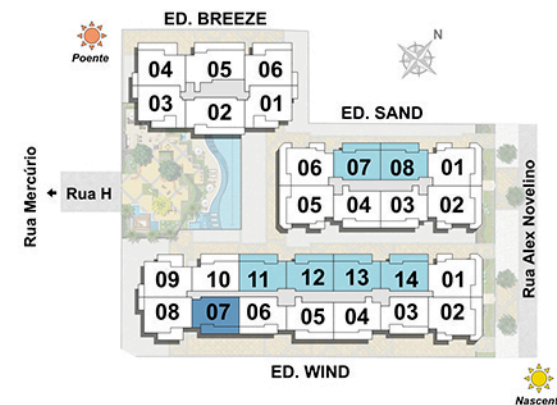 ED. BREEZE
Poente
N
04 05 06
03 02 01
ED. SAND
06 07 08 01
05 04 03 02
Rua Mercúrio
Rua H
Rua Alex Novelino
09 10 11 12 13 14 01
08 07 06 05 04 03 02
ED. WIND